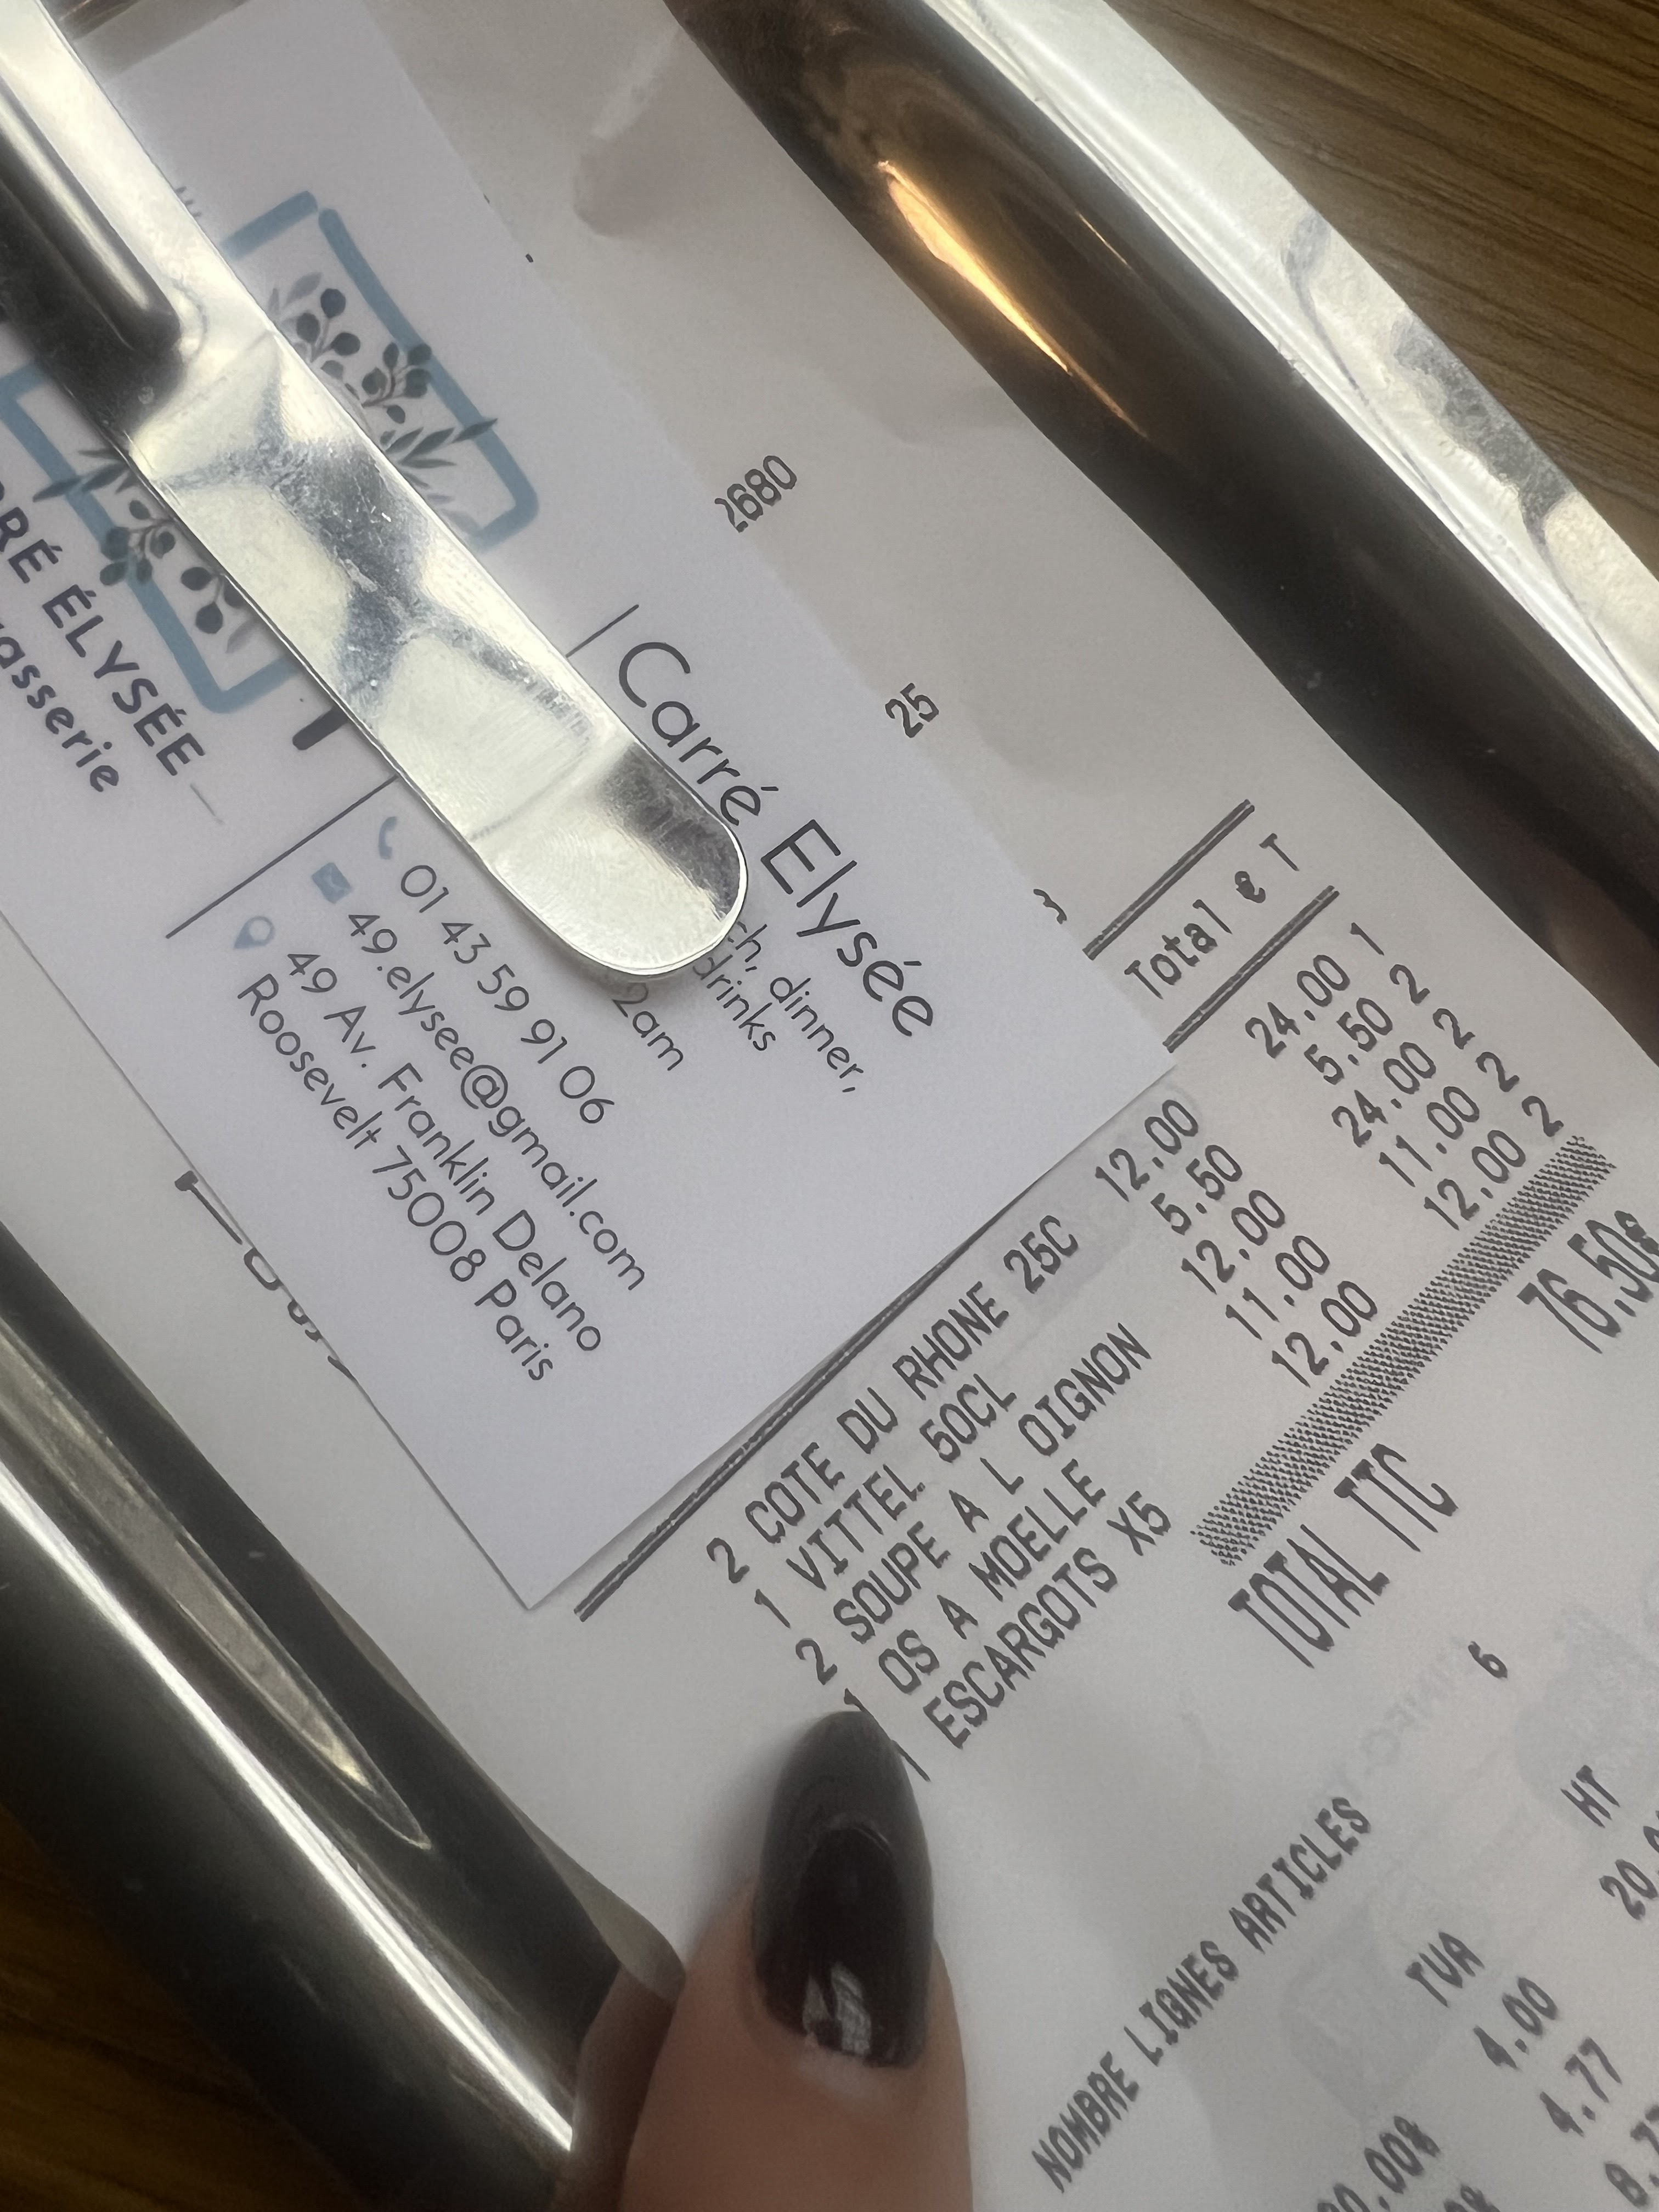 ÉLYSÉE
Carré Elysée
dinner,
drinks
2am
01 43 59 91 06
49.elysee@gmail.com
49 Av. Franklin Delano
Roosevelt 75008 Paris
2680
25
Total € T
2 COTE DU RHONE 25C 12,00 24,00 1
1 VITTEL 50CL 5,50 5,50 2
2 SOUPE A L OIGNON 12,00 24,00 2
1 OS A MOELLE 11,00 11,00 2
1 ESCARGOTS X5 12,00 12,00 2
TOTAL TTC 76,50€
NOMBRE LIGNES ARTICLES 6
TVA HT
4.00
4.77